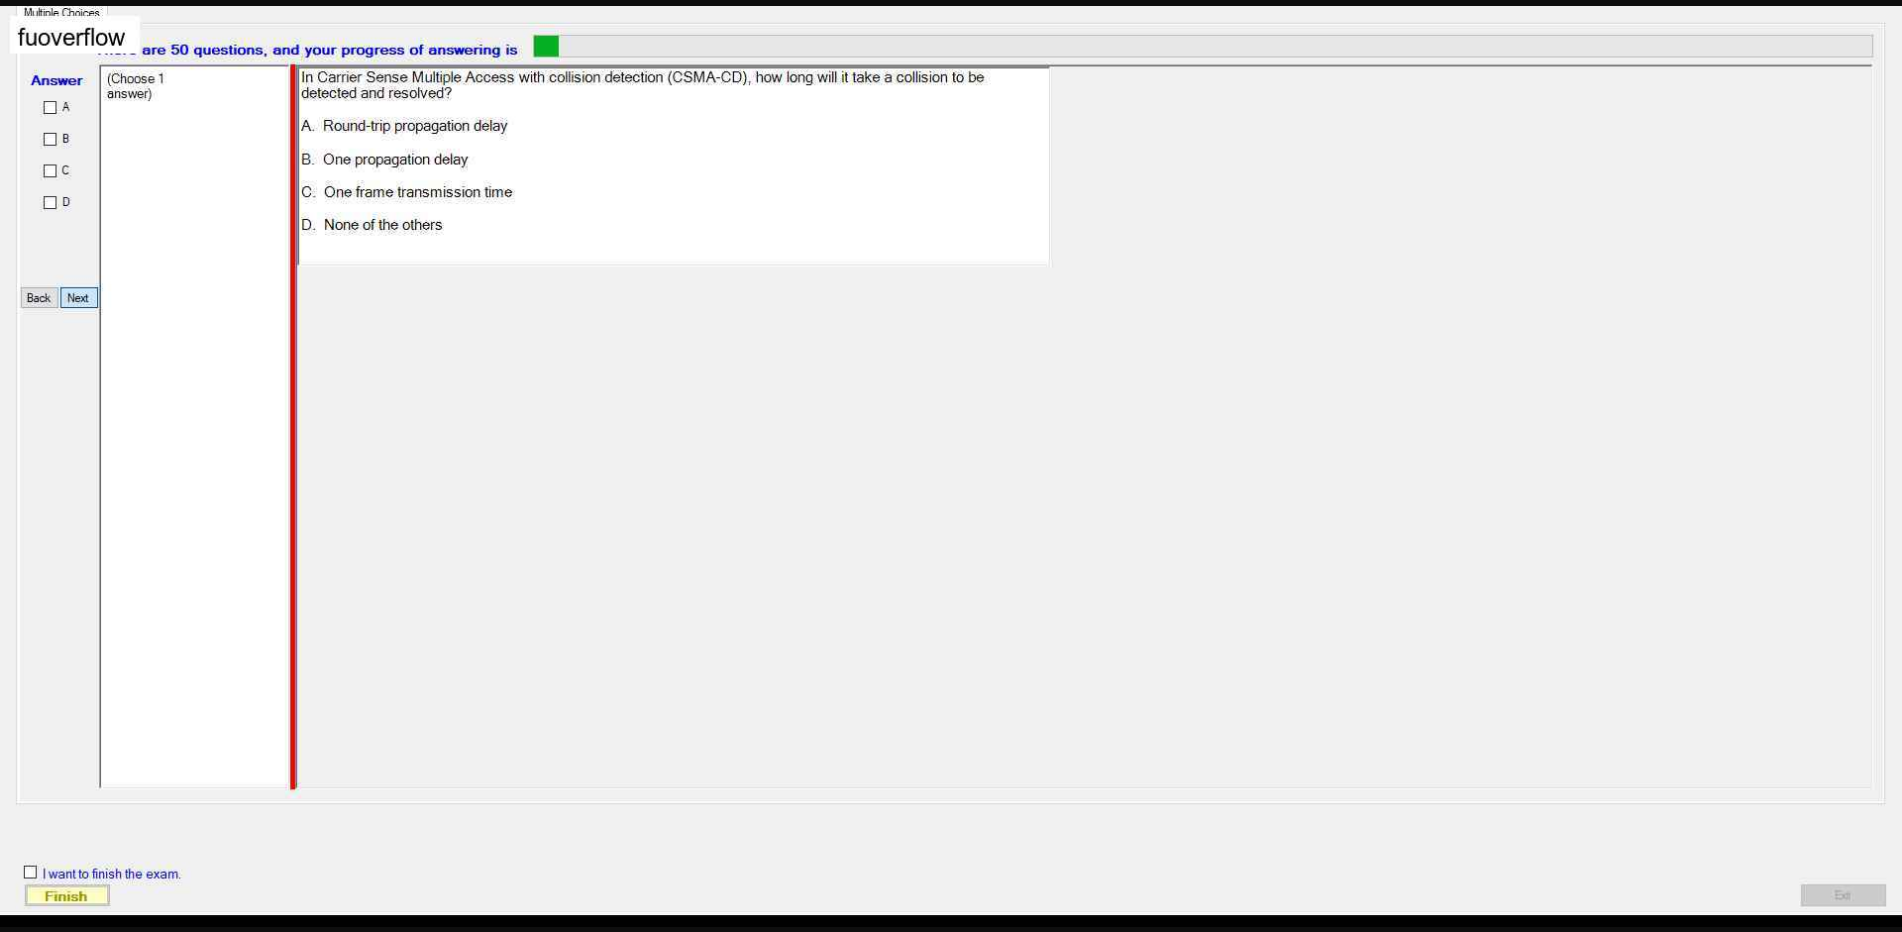 Multiple Choices
fuoverflow
are 50 questions, and your progress of answering is
Answer
(Choose 1
answer)
A
B
C
D
Back
Next
In Carrier Sense Multiple Access with collision detection (CSMA-CD), how long will it take a collision to be
detected and resolved?
A. Round-trip propagation delay
B. One propagation delay
C. One frame transmission time
D. None of the others
I want to finish the exam.
Finish
Exit